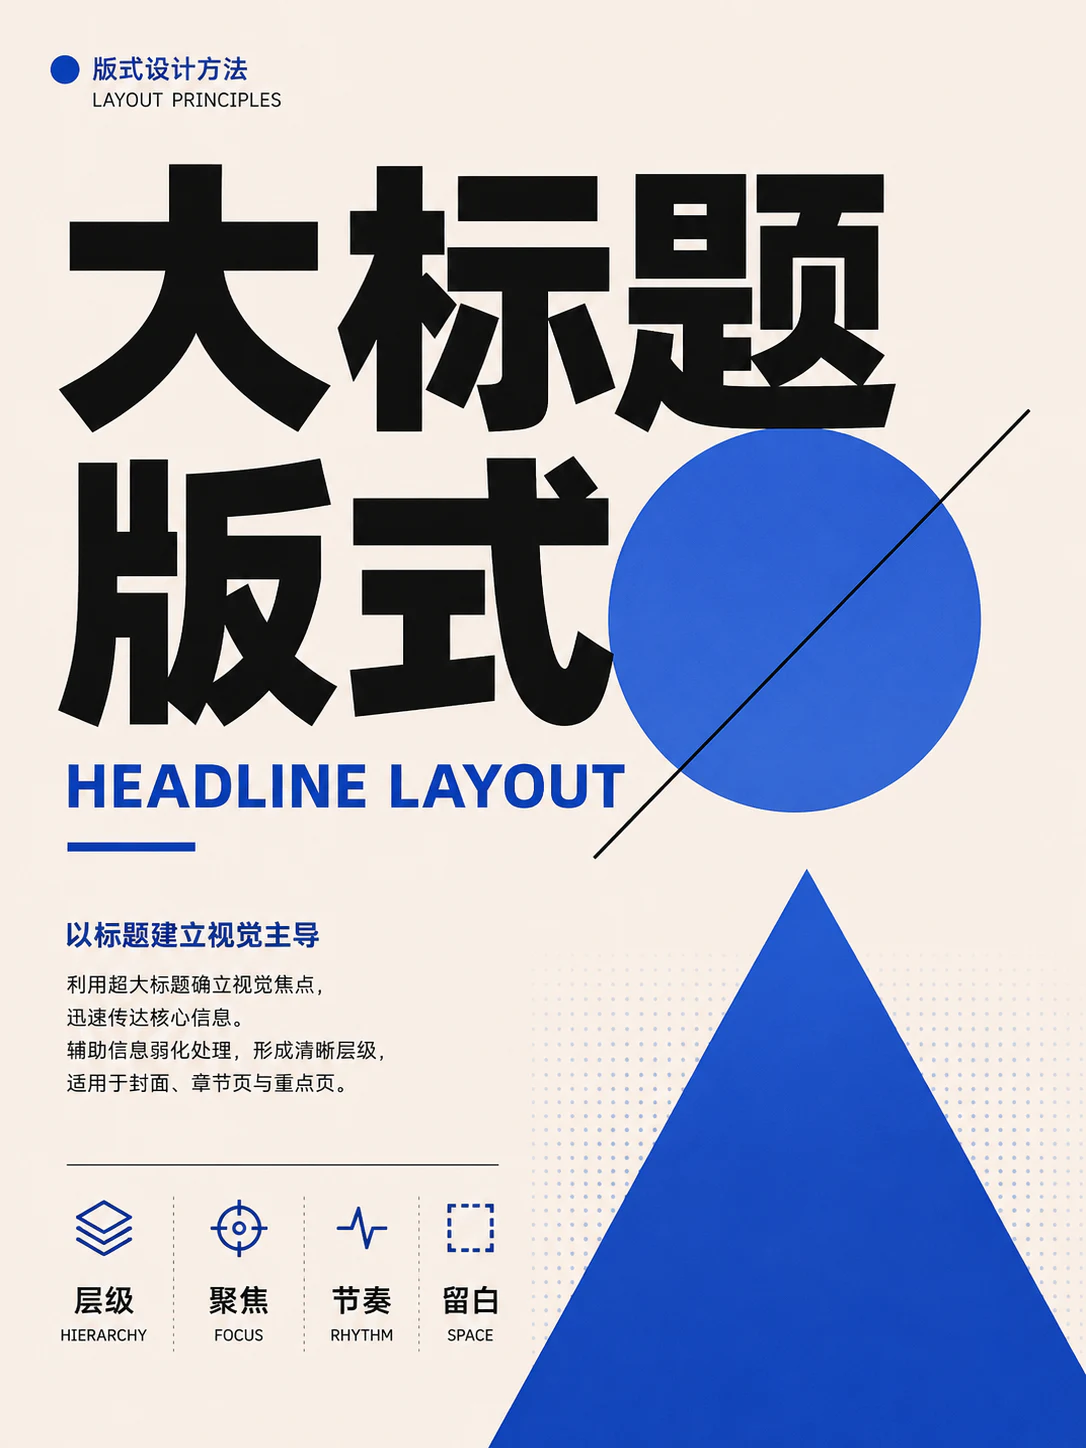 版式设计方法
LAYOUT PRINCIPLES
大标题
版式
HEADLINE LAYOUT
以标题建立视觉主导
利用超大标题确立视觉焦点，
迅速传达核心信息。
辅助信息弱化处理，形成清晰层级，
适用于封面、章节页与重点页。
层级
HIERARCHY
聚焦
FOCUS
节奏
RHYTHM
留白
SPACE